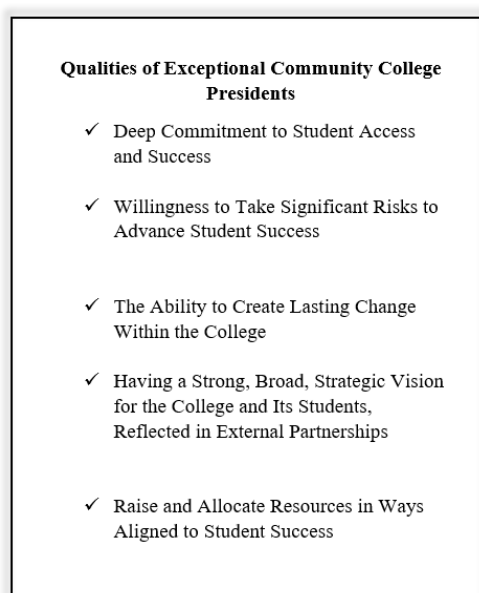 Qualities of Exceptional Community College
Presidents
✓ Deep Commitment to Student Access
and Success
✓ Willingness to Take Significant Risks to
Advance Student Success
✓ The Ability to Create Lasting Change
Within the College
✓ Having a Strong, Broad, Strategic Vision
for the College and Its Students,
Reflected in External Partnerships
✓ Raise and Allocate Resources in Ways
Aligned to Student Success